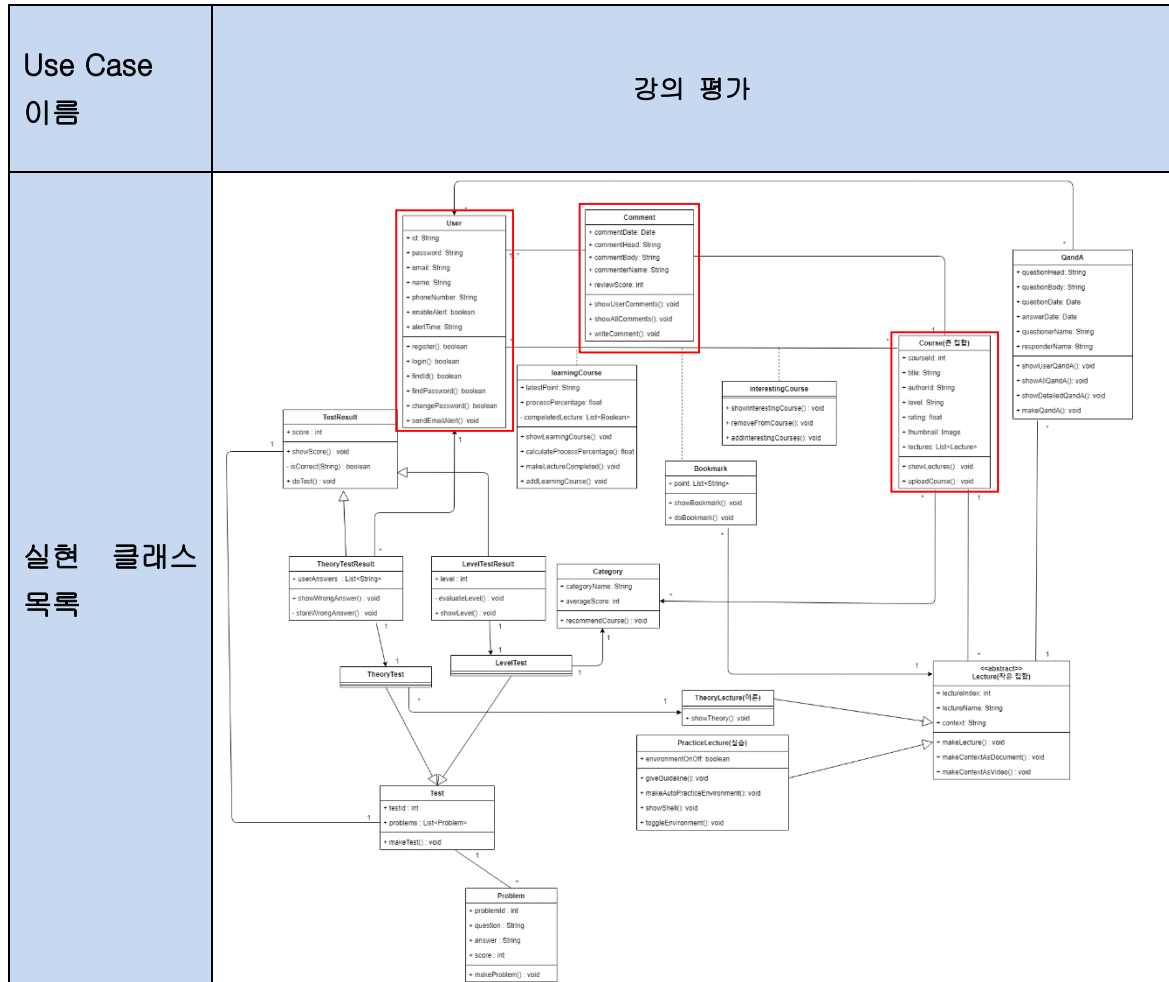 Use Case
이름
강의 평가
실현 클래스
목록
User
+ id: String
+ password: String
+ email: String
+ name: String
+ phoneNumber: String
+ enableAlert: boolean
+ alertTime: String
+ register(): boolean
+ login(): boolean
+ findId(): boolean
+ findPassword(): boolean
+ changePassword(): boolean
+ sendEmailAlert(): void
Comment
+ commentDate: Date
+ commentHead: String
+ commentBody: String
+ commenterName: String
+ reviewScore: int
+ showUserComments(): void
+ showAllComments(): void
+ writeComment(): void
QandA
+ questionHead: String
+ questionBody: String
+ questionDate: Date
+ answerDate: Date
+ questionerName: String
+ responderName: String
+ showUserQandA(): void
+ showAllQandA(): void
+ showDetailedQandA(): void
+ makeQandA(): void
Course(큰 집합)
+ courseId: int
+ title: String
+ authorId: String
+ level: String
+ rating: float
+ thumbnail: Image
+ lectures: List<Lecture>
+ showLectures(): void
+ uploadCourse(): void
learningCourse
+ latestPoint: String
+ processPercentage: float
- compeletedLecture: List<Boolean>
+ showLearningCourse(): void
+ calculateProcessPercentage(): float
+ makeLectureCompleted(): void
+ addLearningCourse(): void
interestingCourse
+ showInterestingCourse() : void
+ removeFromCourse(): void
+ addInterestingCourses(): void
TestResult
+ score : int
+ showScore() : void
- isCorrect(String) : boolean
+ doTest() : void
Bookmark
+ point: List<String>
+ showBookmark(): void
+ doBookmark(): void
TheoryTestResult
+ userAnswers : List<String>
+ showWrongAnswer() : void
- storeWrongAnswer() : void
LevelTestResult
+ level : int
- evaluateLevel() : void
+ showLevel() : void
Category
+ categoryName: String
+ averageScore: int
+ recommendCourse() : void
TheoryTest
LevelTest
TheoryLecture(이론)
+ showTheory(): void
<<abstract>>
Lecture(작은 집합)
+ lectureIndex: int
+ lectureName: String
+ context: String
+ makeLecture() : void
+ makeContextAsDocument() : void
+ makeContextAsVideo() : void
PracticeLecture(실습)
+ environmentOnOff: boolean
+ giveGuideline(): void
+ makeAutoPracticeEnvironment(): void
+ showShell(): void
+ toggleEnvironment(): void
Test
+ testId : int
+ problems : List<Problem>
+ makeTest() : void
Problem
+ problemId : int
+ question : String
+ answer : String
+ score : int
+ makeProblem() : void